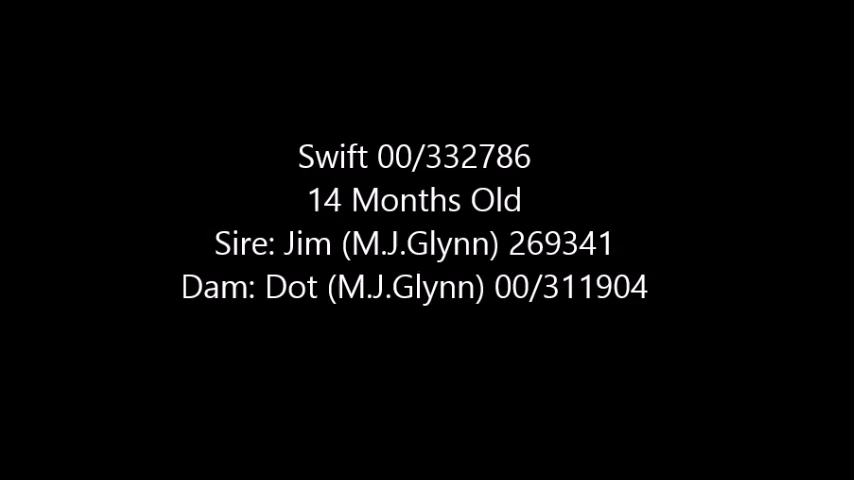 Swift 00/332786
14 Months Old
Sire: Jim (M.J.Glynn) 269341
Dam: Dot (M.J.Glynn) 00/311904